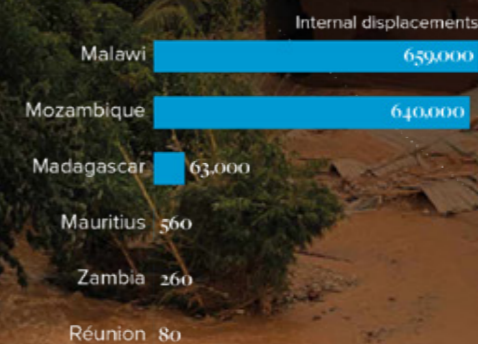 Internal displacements
Malawi 659,000
Mozambique 640,000
Madagascar 63,000
Mauritius 560
Zambia 260
Réunion 80